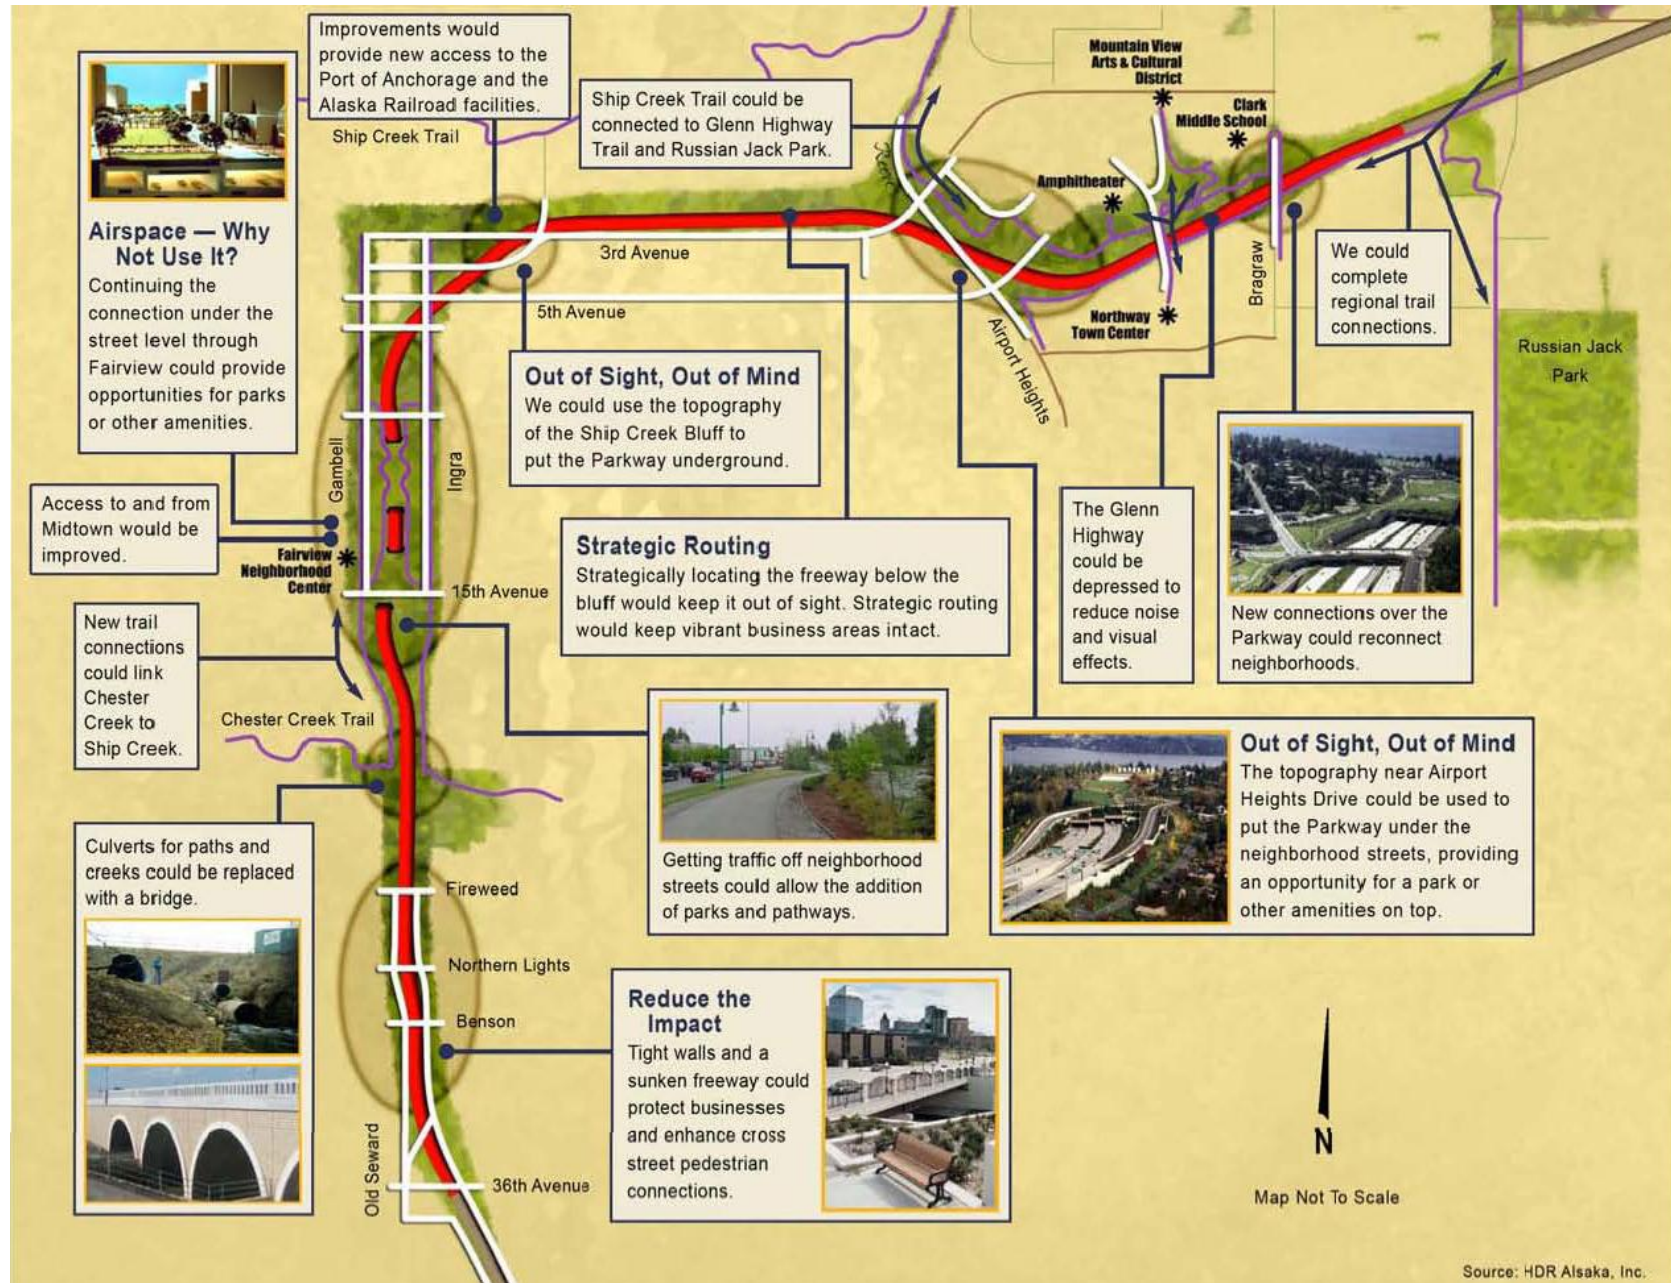 Improvements would
provide new access to the
Port of Anchorage and the
Alaska Railroad facilities.
Ship Creek Trail
Ship Creek Trail could be
connected to Glenn Highway
Trail and Russian Jack Park.
Reeve
Mountain View
Arts & Cultural
District
Clark
Middle School
Amphitheater
Airspace — Why
Not Use It?
Continuing the
connection under the
street level through
Fairview could provide
opportunities for parks
or other amenities.
3rd Avenue
5th Avenue
Bragraw
We could
complete
regional trail
connections.
Northway
Town Center
Airport Heights
Russian Jack
Park
Out of Sight, Out of Mind
We could use the topography
of the Ship Creek Bluff to
put the Parkway underground.
Gambell
Ingra
Access to and from
Midtown would be
improved.
Fairview
Neighborhood
Center
15th Avenue
Strategic Routing
Strategically locating the freeway below the
bluff would keep it out of sight. Strategic routing
would keep vibrant business areas intact.
The Glenn
Highway
could be
depressed to
reduce noise
and visual
effects.
New connections over the
Parkway could reconnect
neighborhoods.
New trail
connections
could link
Chester
Creek to
Ship Creek.
Chester Creek Trail
Getting traffic off neighborhood
streets could allow the addition
of parks and pathways.
Out of Sight, Out of Mind
The topography near Airport
Heights Drive could be used to
put the Parkway under the
neighborhood streets, providing
an opportunity for a park or
other amenities on top.
Culverts for paths and
creeks could be replaced
with a bridge.
Fireweed
Northern Lights
Benson
Reduce the
Impact
Tight walls and a
sunken freeway could
protect businesses
and enhance cross
street pedestrian
connections.
Old Seward
36th Avenue
N
Map Not To Scale
Source: HDR Alsaka, Inc.